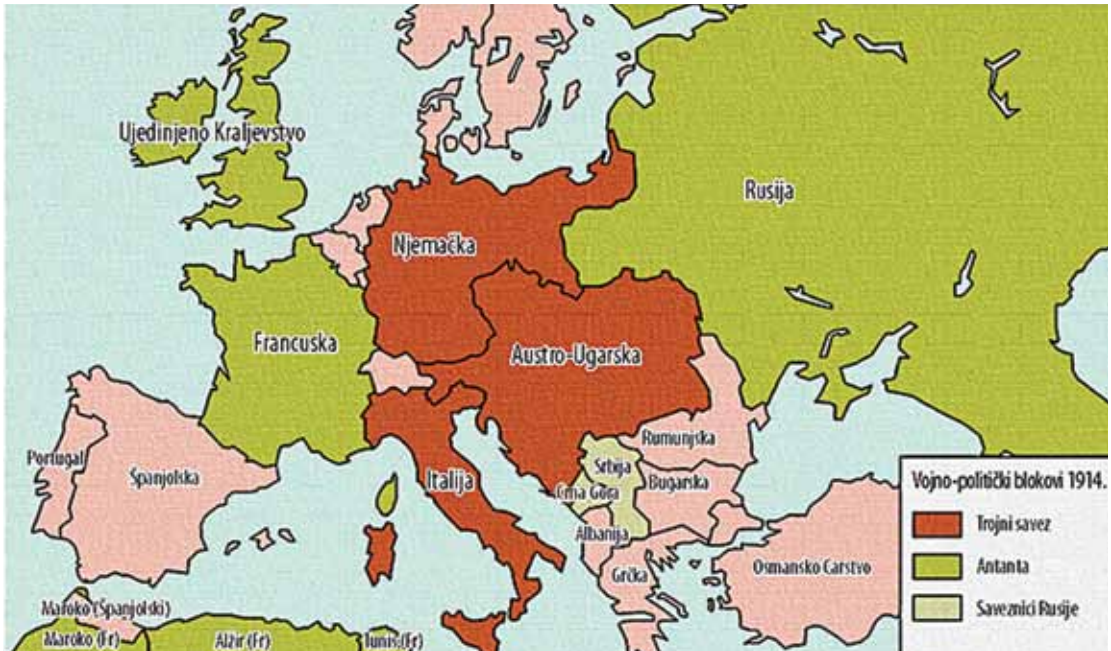 Ujedinjeno Kraljevstvo
Rusija
Njemačka
Francuska
Austro-Ugarska
Rumunjska
Portugal
Španjolska
Italija
Srbija
Crna Gora
Bugarska
Albanija
Grčka
Osmansko Carstvo
Maroko (Španjolski)
Maroko (Fr)
Alžir (Fr)
Tunis (Fr)
Vojno-politički blokovi 1914.
Trojni savez
Antanta
Saveznici Rusije